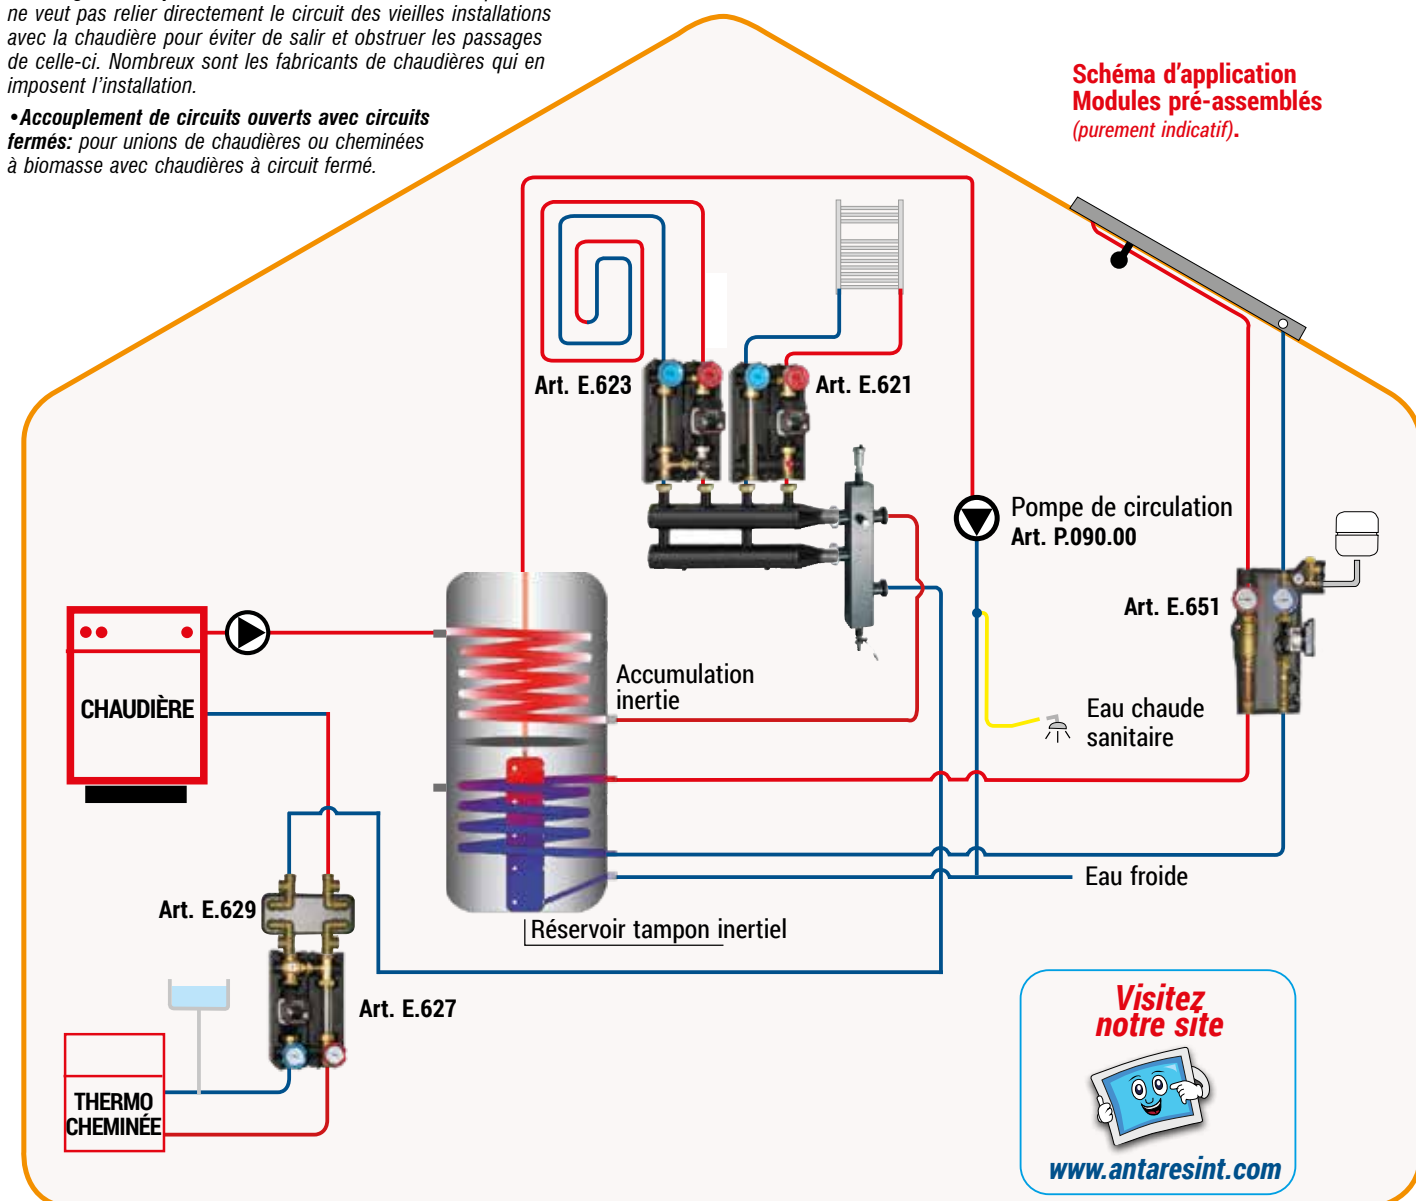 ne veut pas relier directement le circuit des vieilles installations
avec la chaudière pour éviter de salir et obstruer les passages
de celle-ci. Nombreux sont les fabricants de chaudières qui en
imposent l'installation.
•Accouplement de circuits ouverts avec circuits
fermés: pour unions de chaudières ou cheminées
à biomasse avec chaudières à circuit fermé.
Schéma d'application
Modules pré-assemblés
(purement indicatif).
Art. E.623
Art. E.621
Pompe de circulation
Art. P.090.00
Art. E.651
CHAUDIÈRE
Accumulation
inertie
Eau chaude
sanitaire
Eau froide
Art. E.629
Réservoir tampon inertiel
Art. E.627
THERMO
CHEMINÉE
Visitez
notre site
www.antaresint.com